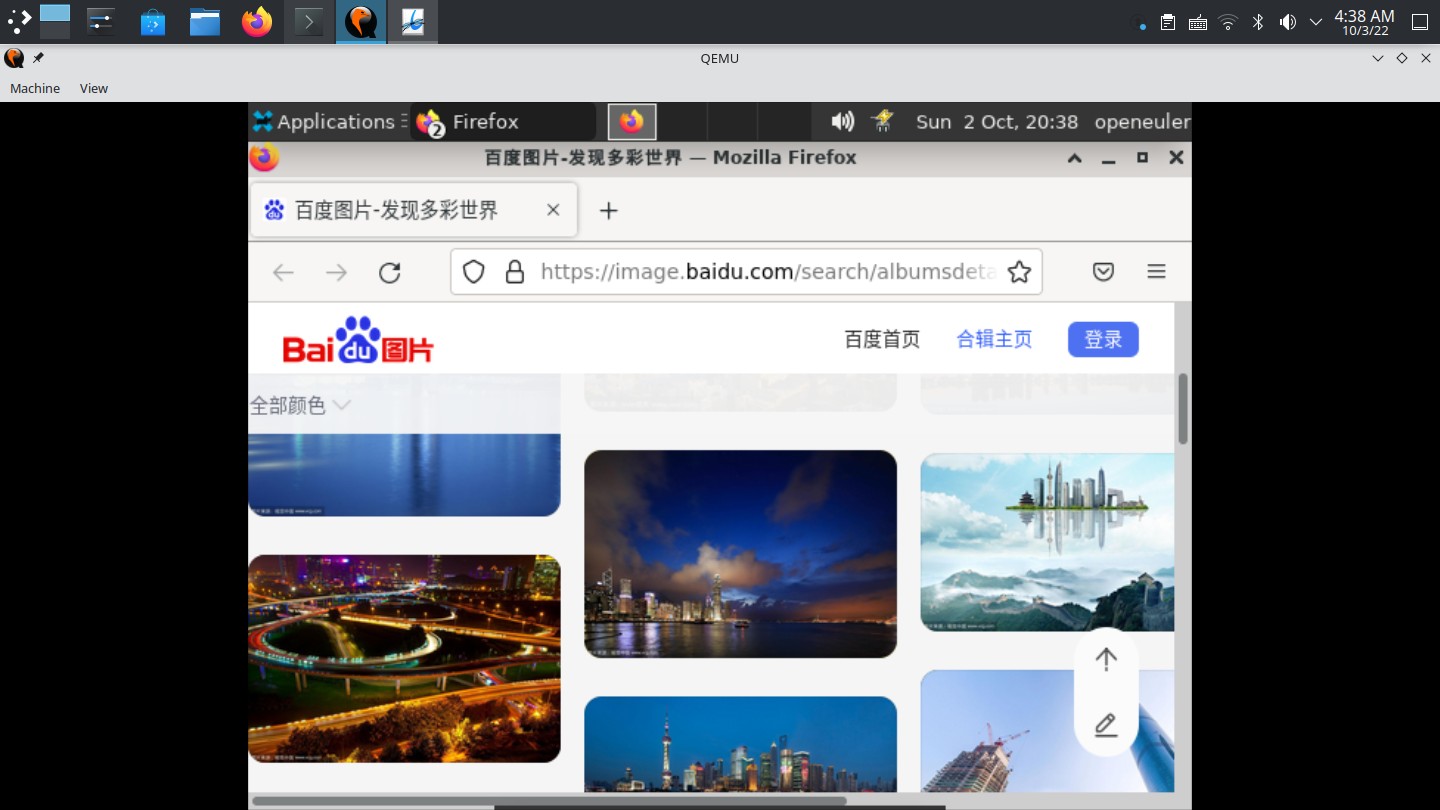 4:38 AM
10/3/22
QEMU
Machine View
Applications 2 Firefox Sun 2 Oct, 20:38 openeuler
百度图片-发现多彩世界 — Mozilla Firefox
百度图片-发现多彩世界
https://image.baidu.com/search/albumsdeta
Bai du 图片 百度首页 合辑主页 登录
全部颜色